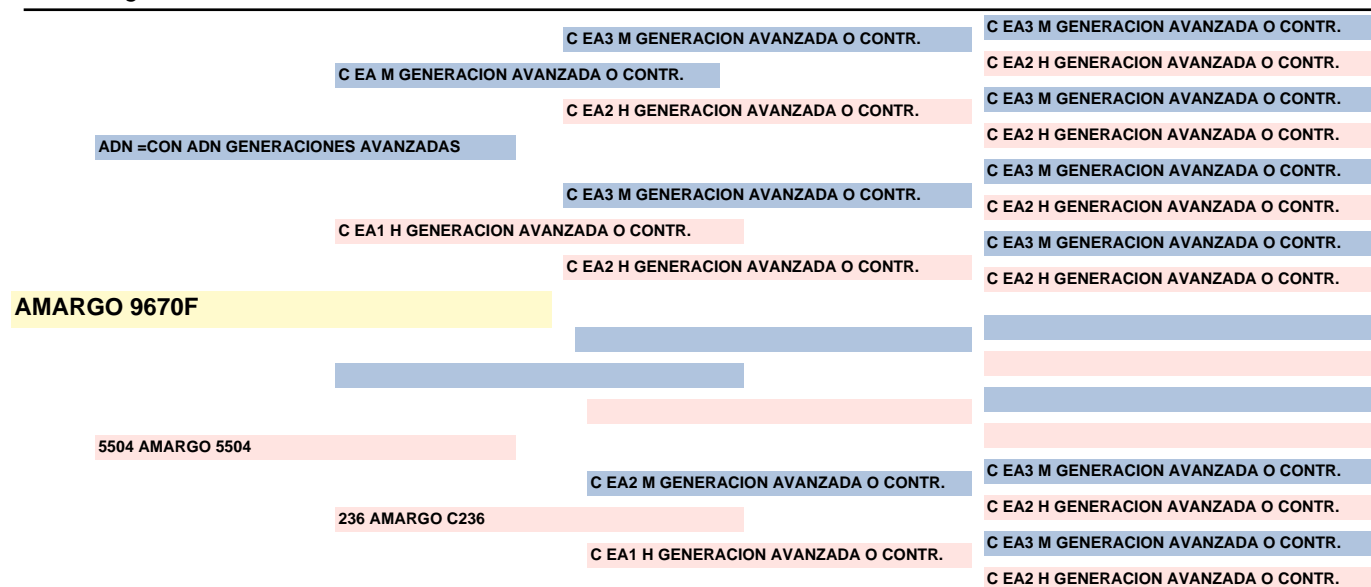 C EA3 M GENERACION AVANZADA O CONTR.
C EA3 M GENERACION AVANZADA O CONTR.
C EA2 H GENERACION AVANZADA O CONTR.
C EA M GENERACION AVANZADA O CONTR.
C EA3 M GENERACION AVANZADA O CONTR.
C EA2 H GENERACION AVANZADA O CONTR.
C EA2 H GENERACION AVANZADA O CONTR.
ADN =CON ADN GENERACIONES AVANZADAS
C EA3 M GENERACION AVANZADA O CONTR.
C EA3 M GENERACION AVANZADA O CONTR.
C EA2 H GENERACION AVANZADA O CONTR.
C EA1 H GENERACION AVANZADA O CONTR.
C EA3 M GENERACION AVANZADA O CONTR.
C EA2 H GENERACION AVANZADA O CONTR.
C EA2 H GENERACION AVANZADA O CONTR.
AMARGO 9670F
5504 AMARGO 5504
C EA3 M GENERACION AVANZADA O CONTR.
C EA2 M GENERACION AVANZADA O CONTR.
C EA2 H GENERACION AVANZADA O CONTR.
236 AMARGO C236
C EA3 M GENERACION AVANZADA O CONTR.
C EA1 H GENERACION AVANZADA O CONTR.
C EA2 H GENERACION AVANZADA O CONTR.